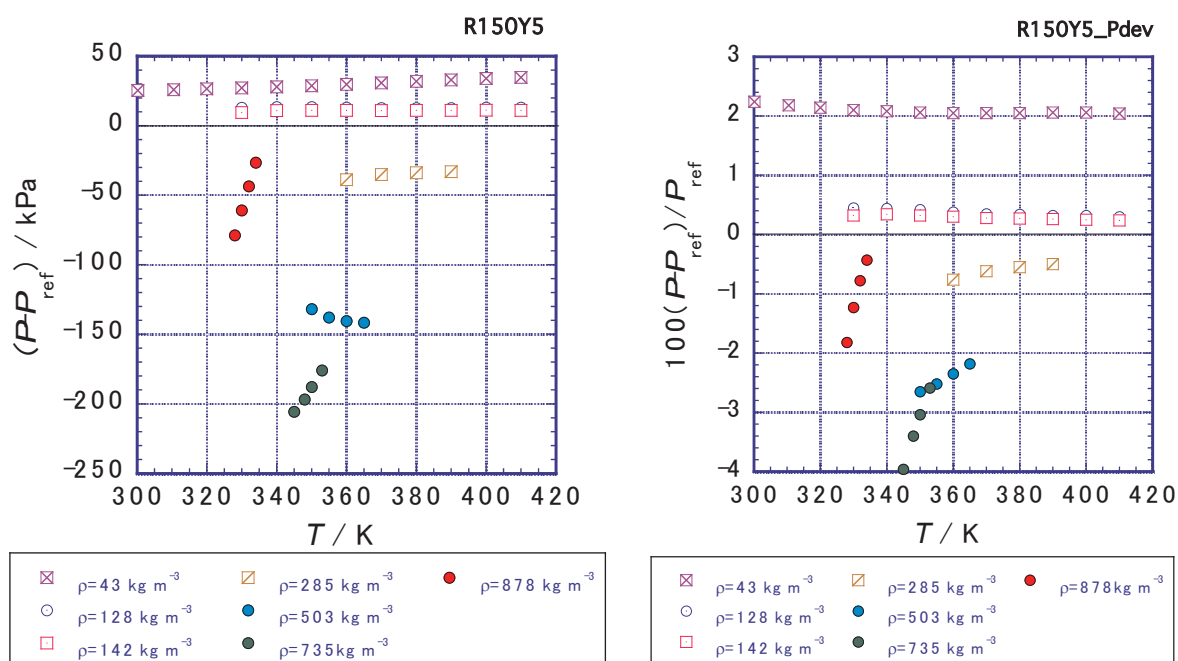 R150Y5
50
0
−50
−100
−150
−200
−250
(P-Pref) / kPa
300 320 340 360 380 400 420
T / K
ρ=43 kg m⁻³ ρ=285 kg m⁻³ ρ=878 kg m⁻³
ρ=128 kg m⁻³ ρ=503 kg m⁻³
ρ=142 kg m⁻³ ρ=735kg m⁻³
R150Y5_Pdev
3
2
1
0
-1
-2
-3
-4
100(P-Pref)/Pref
300 320 340 360 380 400 420
T / K
ρ=43 kg m⁻³ ρ=285 kg m⁻³ ρ=878kg m⁻³
ρ=128 kg m⁻³ ρ=503 kg m⁻³
ρ=142 kg m⁻³ ρ=735 kg m⁻³